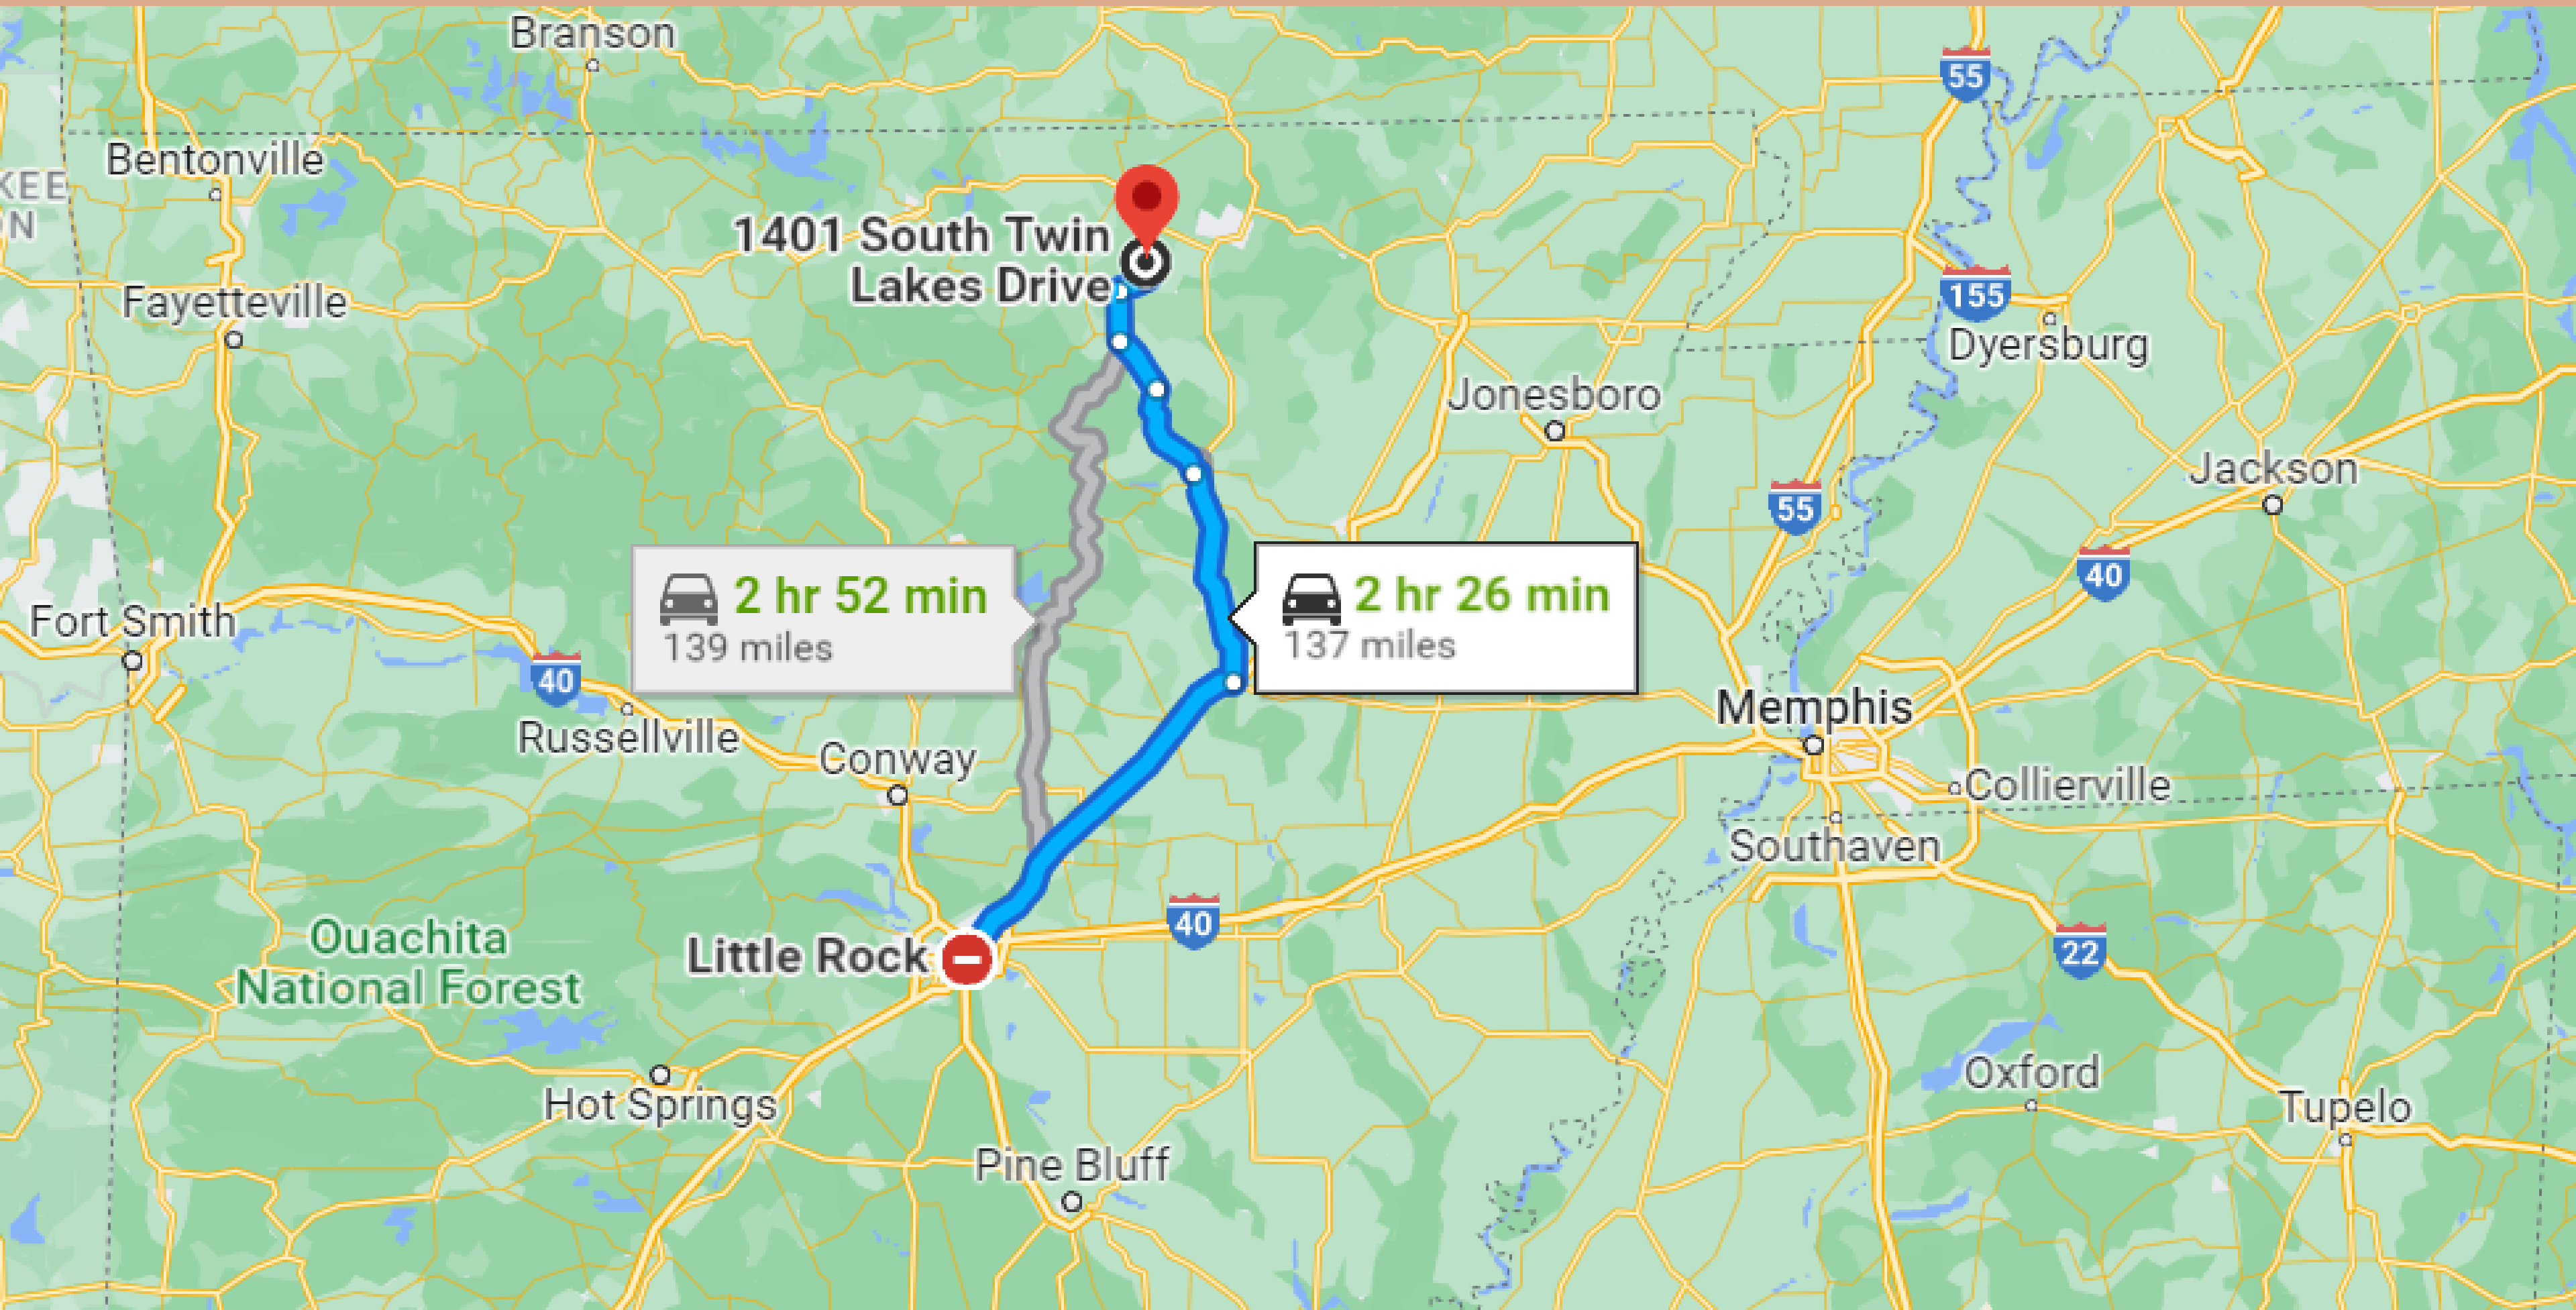 Branson
55
Bentonville
KEE
ON
1401 South Twin
Lakes Drive
155
Fayetteville
Dyersburg
Jonesboro
Jackson
55
40
2 hr 52 min
139 miles
2 hr 26 min
137 miles
Fort Smith
40
Russellville
Conway
Memphis
Collierville
Southaven
40
Ouachita
National Forest
Little Rock
22
Hot Springs
Oxford
Tupelo
Pine Bluff